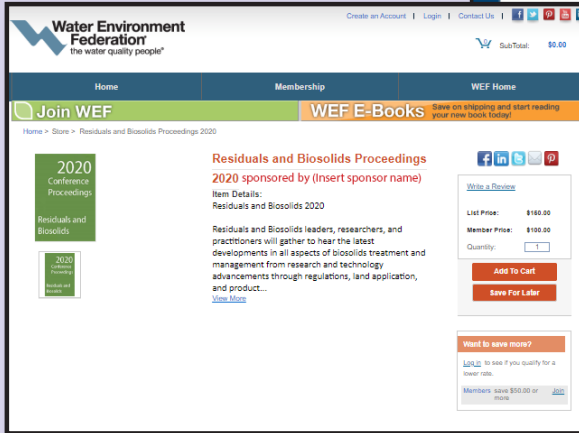 Water Environment
Federation
the water quality people®
Create an Account | Login | Contact Us |
SubTotal: $0.00
Home Membership WEF Home
Join WEF
WEF E-Books Save on shipping and start reading
your new book today!
Home > Store > Residuals and Biosolids Proceedings 2020
2020
Conference
Proceedings
Residuals and
Biosolids
2020
Conference
Proceedings
Residuals and
Biosolids
Residuals and Biosolids Proceedings
2020 sponsored by (Insert sponsor name)
Item Details:
Residuals and Biosolids 2020
Residuals and Biosolids leaders, researchers, and
practitioners will gather to hear the latest
developments in all aspects of biosolids treatment and
management from research and technology
advancements through regulations, land application,
and product...
View More
Write a Review
List Price: $150.00
Member Price: $100.00
Quantity: 1
Add To Cart
Save For Later
Want to save more?
Log in to see if you qualify for a
lower rate.
Members save $50.00 or
more
Join